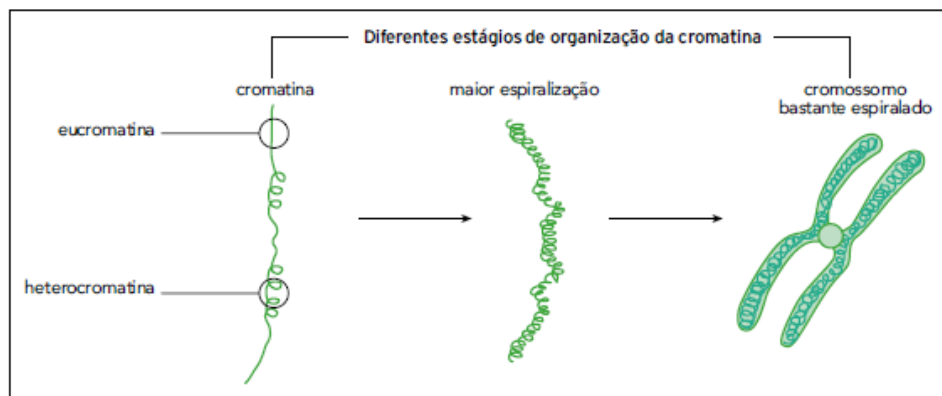 Diferentes estágios de organização da cromatina
cromatina
maior espiralização
cromossomo
bastante espiralado
eucromatina
heterocromatina